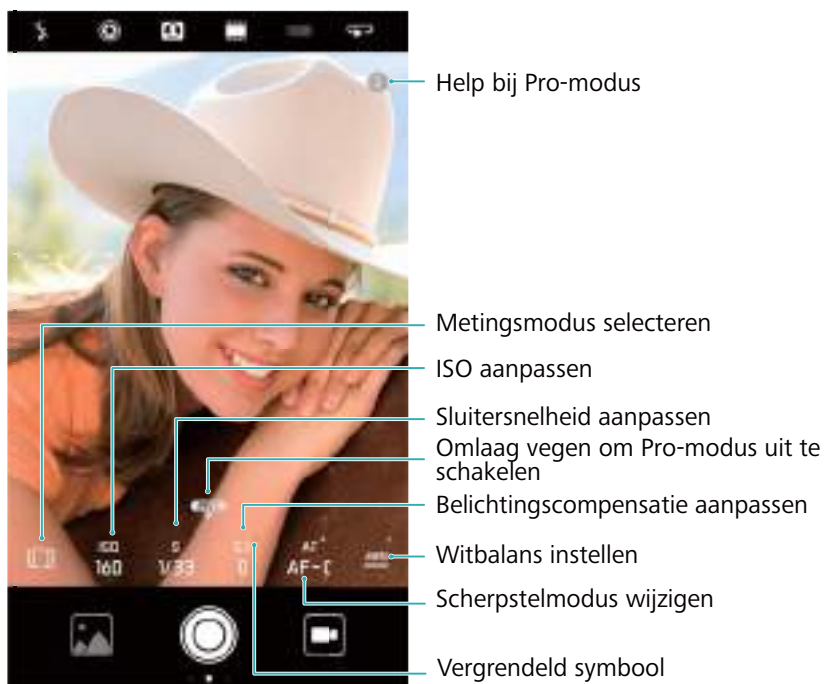 Help bij Pro-modus
Metingsmodus selecteren
ISO aanpassen
Sluitersnelheid aanpassen
Omlaag vegen om Pro-modus uit te
schakelen
Belichtingscompensatie aanpassen
Witbalans instellen
Scherpstelmodus wijzigen
Vergrendeld symbool
ISO
160
S
1/33
0
AF
AF-C